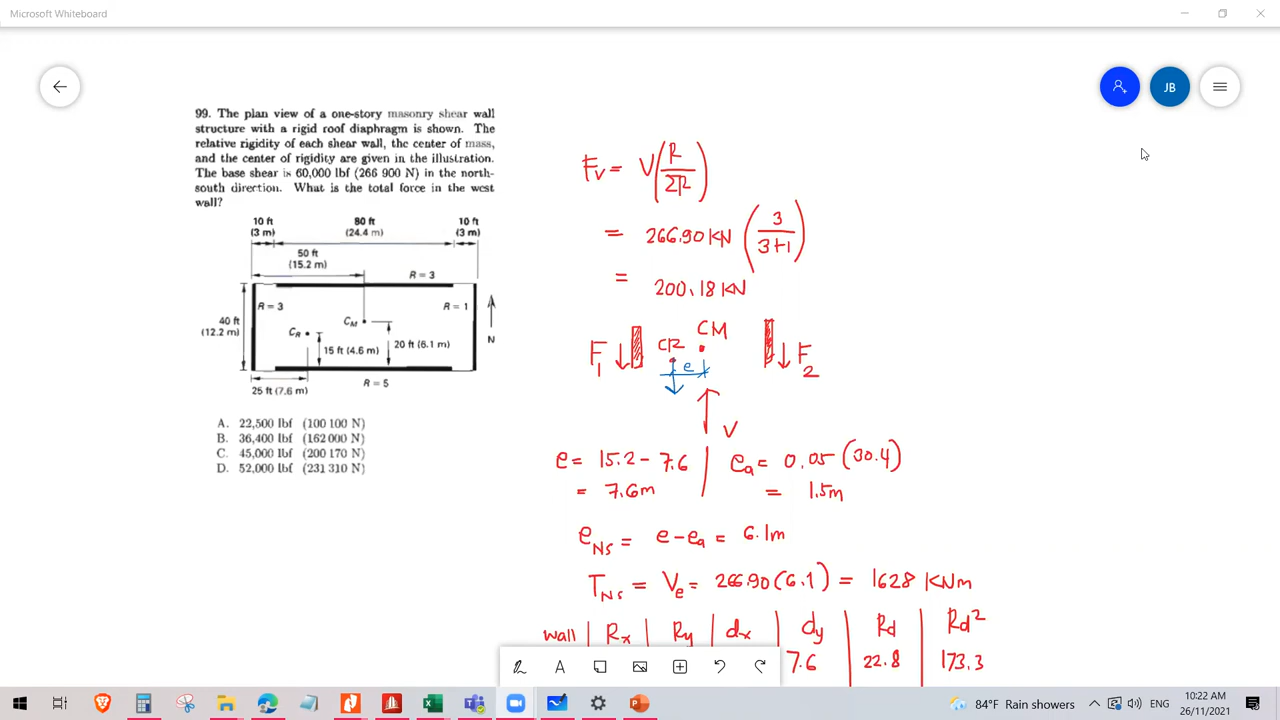 Microsoft Whiteboard
JB
99. The plan view of a one-story masonry shear wall
structure with a rigid roof diaphragm is shown. The
relative rigidity of each shear wall, the center of mass,
and the center of rigidity are given in the illustration.
The base shear is 60,000 lbf (266 900 N) in the north-
south direction. What is the total force in the west
wall?
10 ft 80 ft 10 ft
(3 m) (24.4 m) (3 m)
50 ft
(15.2 m)
R = 3
R = 3 R = 1
40 ft
(12.2 m)
CM
CR
N
20 ft (6.1 m)
15 ft (4.6 m)
25 ft (7.6 m)
R = 5
A. 22,500 lbf (100 100 N)
B. 36,400 lbf (162 000 N)
C. 45,000 lbf (200 170 N)
D. 52,000 lbf (231 310 N)
Fv = V(R/ΣR)
= 266.90 KN (3/3+1)
= 200.18 KN
CR CM
F1 e F2
V
e = 15.2 - 7.6 | ea = 0.05 (30.4)
= 7.6m = 1.5m
eNS = e - ea = 6.1m
TNS = Ve = 266.90 (6.1) = 1628 KNm
wall | Rx | Ry | dx | dy | Rd | Rd²
7.6 | 22.8 | 173.3
84°F Rain showers ENG 10:22 AM
26/11/2021